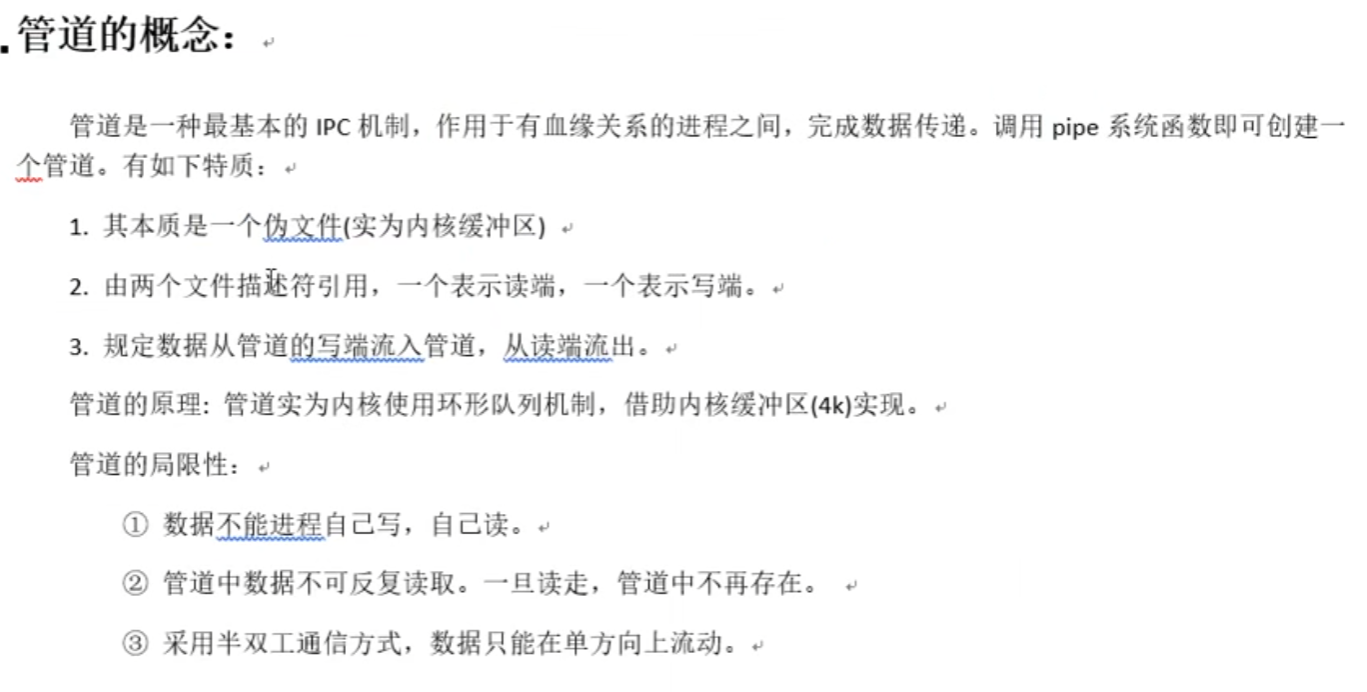 管道的概念：
管道是一种最基本的 IPC 机制，作用于有血缘关系的进程之间，完成数据传递。调用 pipe 系统函数即可创建一
个管道。有如下特质：
1. 其本质是一个伪文件(实为内核缓冲区)
2. 由两个文件描述符引用，一个表示读端，一个表示写端。
3. 规定数据从管道的写端流入管道，从读端流出。
管道的原理: 管道实为内核使用环形队列机制，借助内核缓冲区(4k)实现。
管道的局限性：
① 数据不能进程自己写，自己读。
② 管道中数据不可反复读取。一旦读走，管道中不再存在。
③ 采用半双工通信方式，数据只能在单方向上流动。